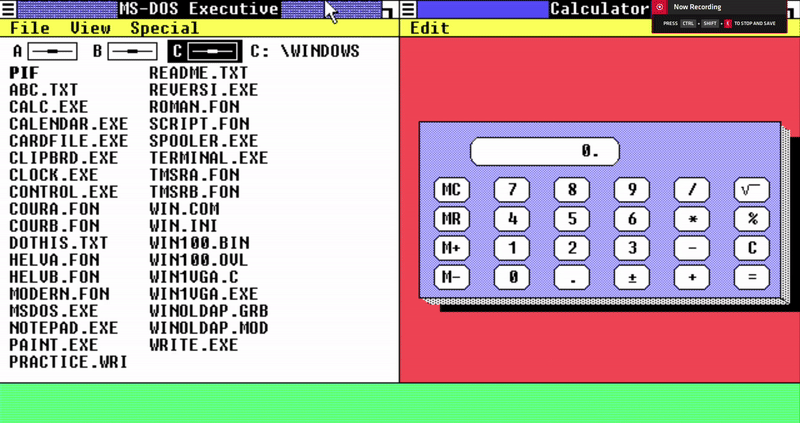 MS-DOS Executive
File View Special
A B C C: \WINDOWS
PIF
ABC.TXT
CALC.EXE
CALENDAR.EXE
CARDFILE.EXE
CLIPBRD.EXE
CLOCK.EXE
CONTROL.EXE
COURA.FON
COURB.FON
DOTHIS.TXT
HELVA.FON
HELVB.FON
MODERN.FON
MSDOS.EXE
NOTEPAD.EXE
PAINT.EXE
PRACTICE.WRI
README.TXT
REVERSI.EXE
ROMAN.FON
SCRIPT.FON
SPOOLER.EXE
TERMINAL.EXE
TMSRA.FON
TMSRB.FON
WIN.COM
WIN.INI
WIN100.BIN
WIN100.OVL
WIN1VGA.C
WIN1VGA.EXE
WINOLDAP.GRB
WINOLDAP.MOD
WRITE.EXE
Calculator
Edit
Now Recording
PRESS CTRL + SHIFT + E TO STOP AND SAVE
0.
MC 7 8 9 / √
MR 4 5 6 * %
M+ 1 2 3 - C
M- 0 . ± + =